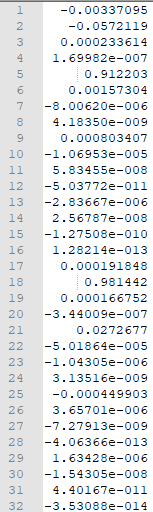 1 -0.00337095
2 -0.0572119
3 0.000233614
4 1.69982e-005
5 0.912203
6 0.00157304
7 -8.00620e-006
8 4.18350e-009
9 0.000803407
10 -1.06953e-005
11 5.83455e-008
12 -5.03772e-011
13 -2.83667e-006
14 2.56787e-008
15 -1.27508e-010
16 1.28214e-013
17 0.000191848
18 0.981442
19 0.000166752
20 -3.44009e-007
21 0.0272677
22 -5.01864e-005
23 -1.04305e-006
24 3.13516e-009
25 -0.000449903
26 3.65701e-006
27 -7.27913e-009
28 -4.06366e-013
29 1.63428e-006
30 -1.54305e-008
31 4.40167e-011
32 -3.53088e-014